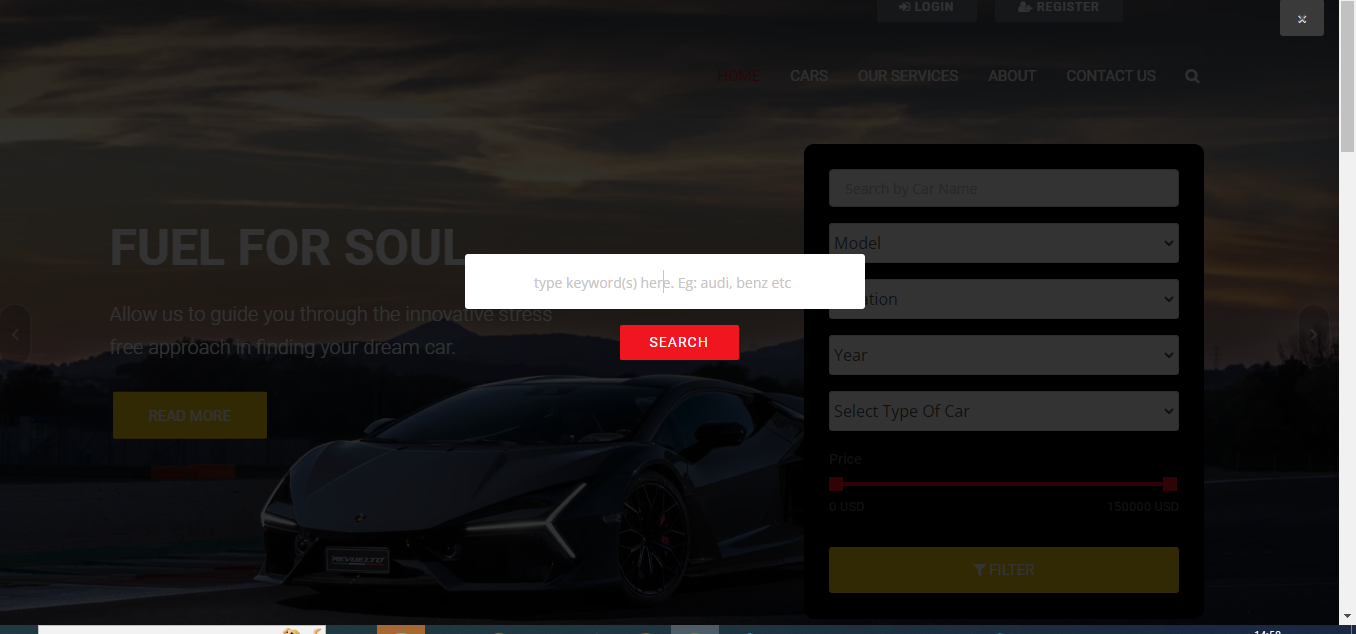 LOGIN
REGISTER
×
HOME
CARS
OUR SERVICES
ABOUT
CONTACT US
Search by Car Name
FUEL FOR SOUL
Model
type keyword(s) here. Eg: audi, benz etc
ation
Allow us to guide you through the innovative stress
free approach in finding your dream car.
SEARCH
Year
READ MORE
Select Type Of Car
Price
0 USD
150000 USD
REVUELTO
FILTER